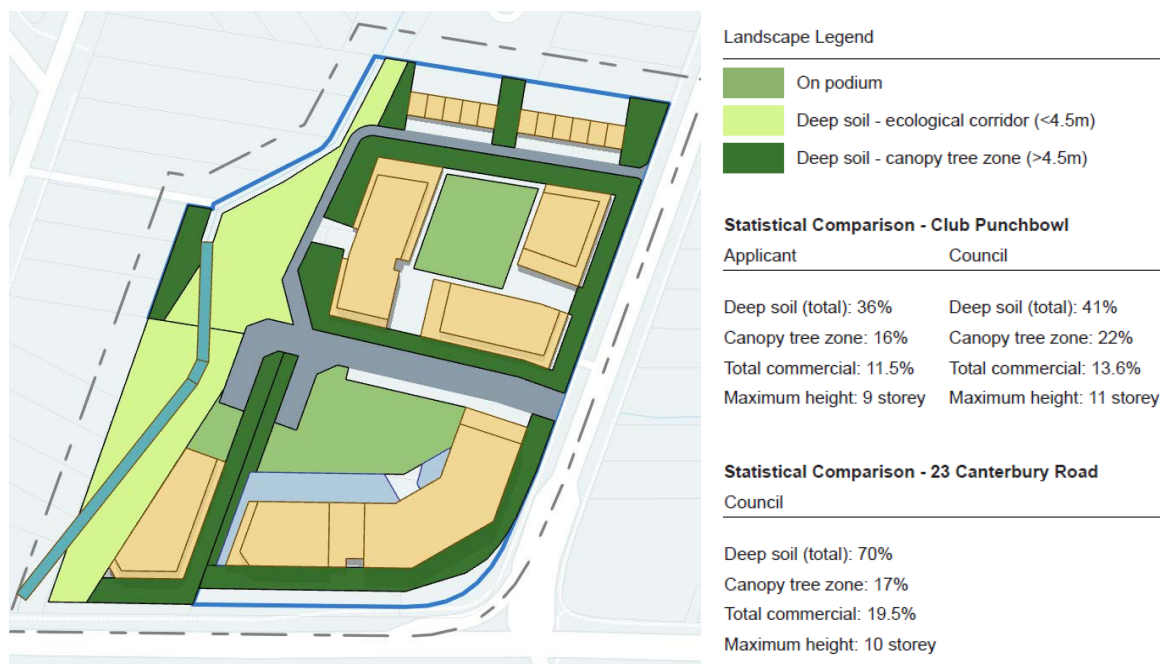 Landscape Legend
On podium
Deep soil - ecological corridor (<4.5m)
Deep soil - canopy tree zone (>4.5m)
Statistical Comparison - Club Punchbowl
Applicant
Council
Deep soil (total): 36%
Deep soil (total): 41%
Canopy tree zone: 16%
Canopy tree zone: 22%
Total commercial: 11.5%
Total commercial: 13.6%
Maximum height: 9 storey
Maximum height: 11 storey
Statistical Comparison - 23 Canterbury Road
Council
Deep soil (total): 70%
Canopy tree zone: 17%
Total commercial: 19.5%
Maximum height: 10 storey